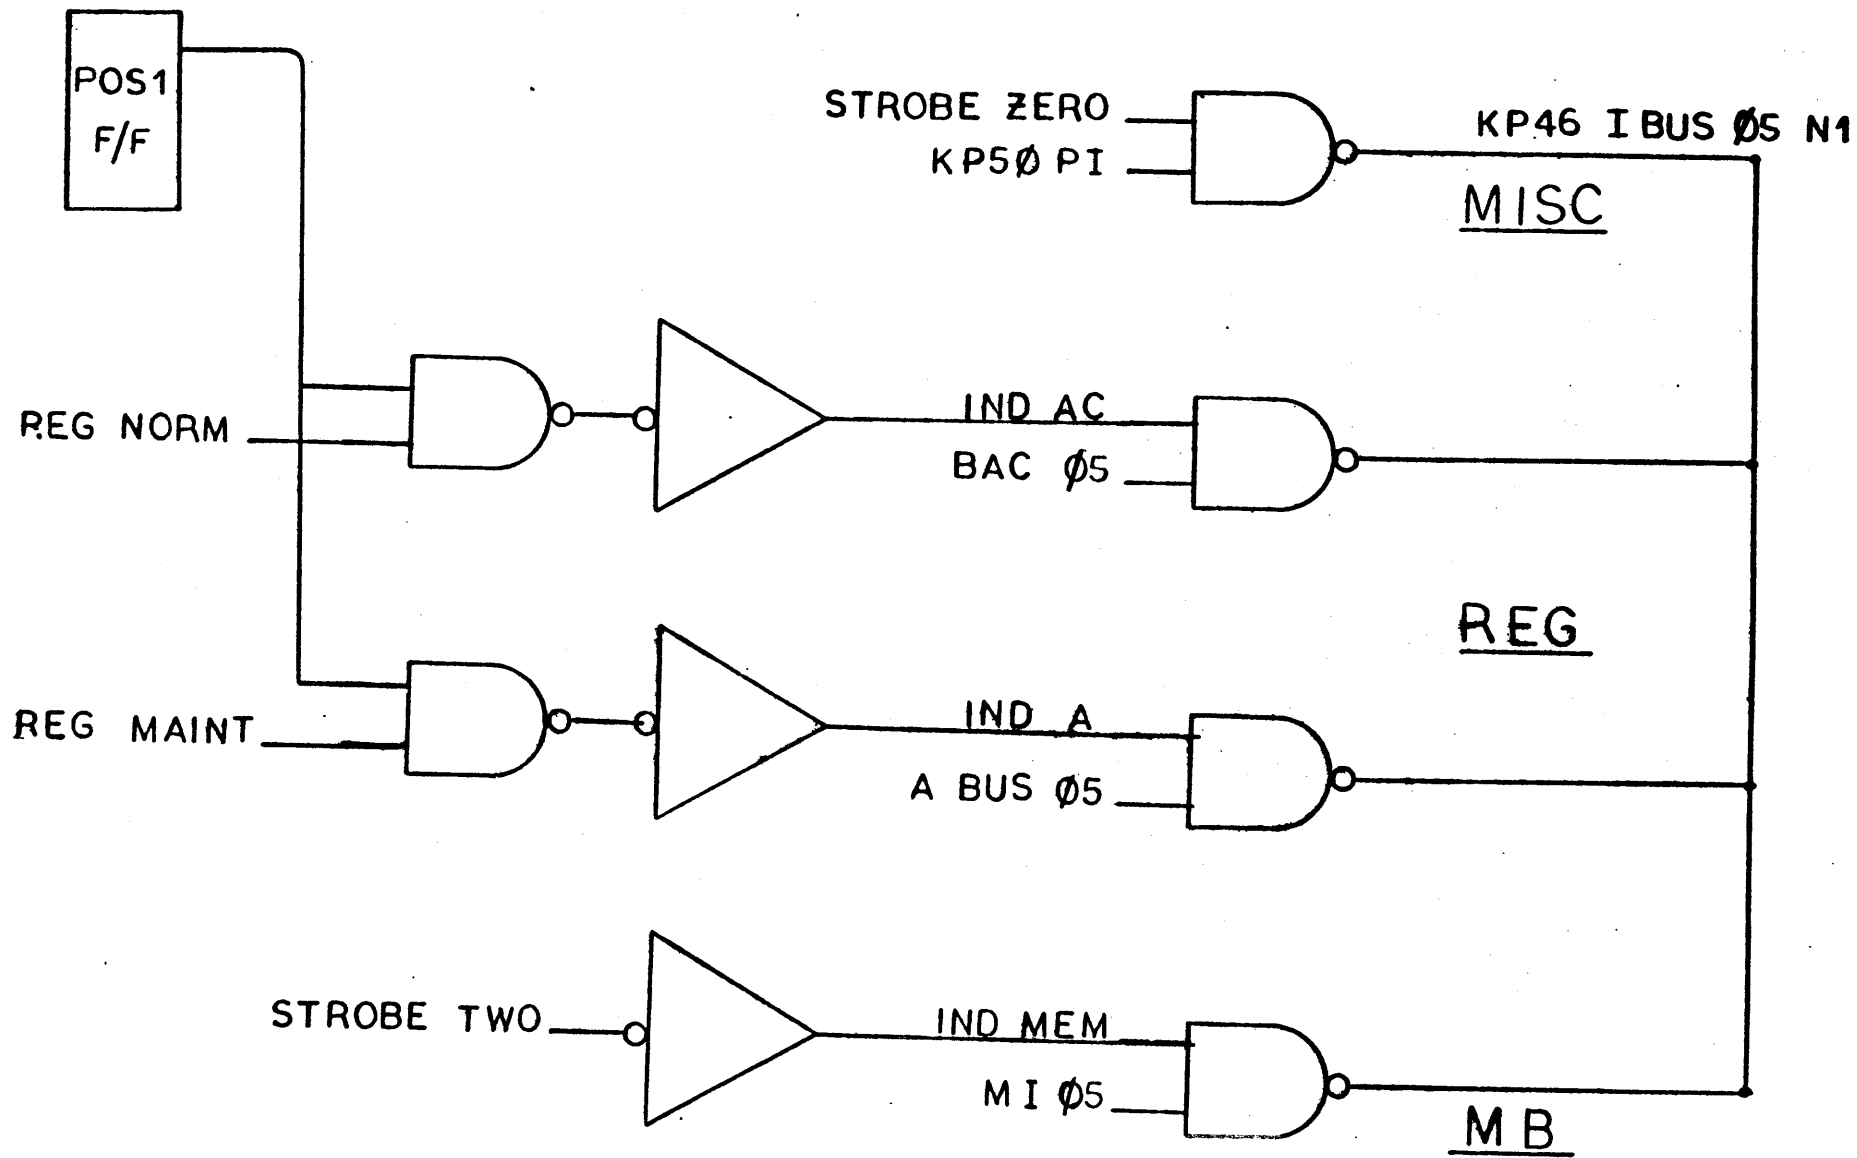 POS1
F/F
STROBE ZERO
KP5Ø PI
KP46 I BUS Ø5 N1
MISC
REG NORM
IND AC
BAC Ø5
REG
REG MAINT
IND A
A BUS Ø5
STROBE TWO
IND MEM
MI Ø5
MB